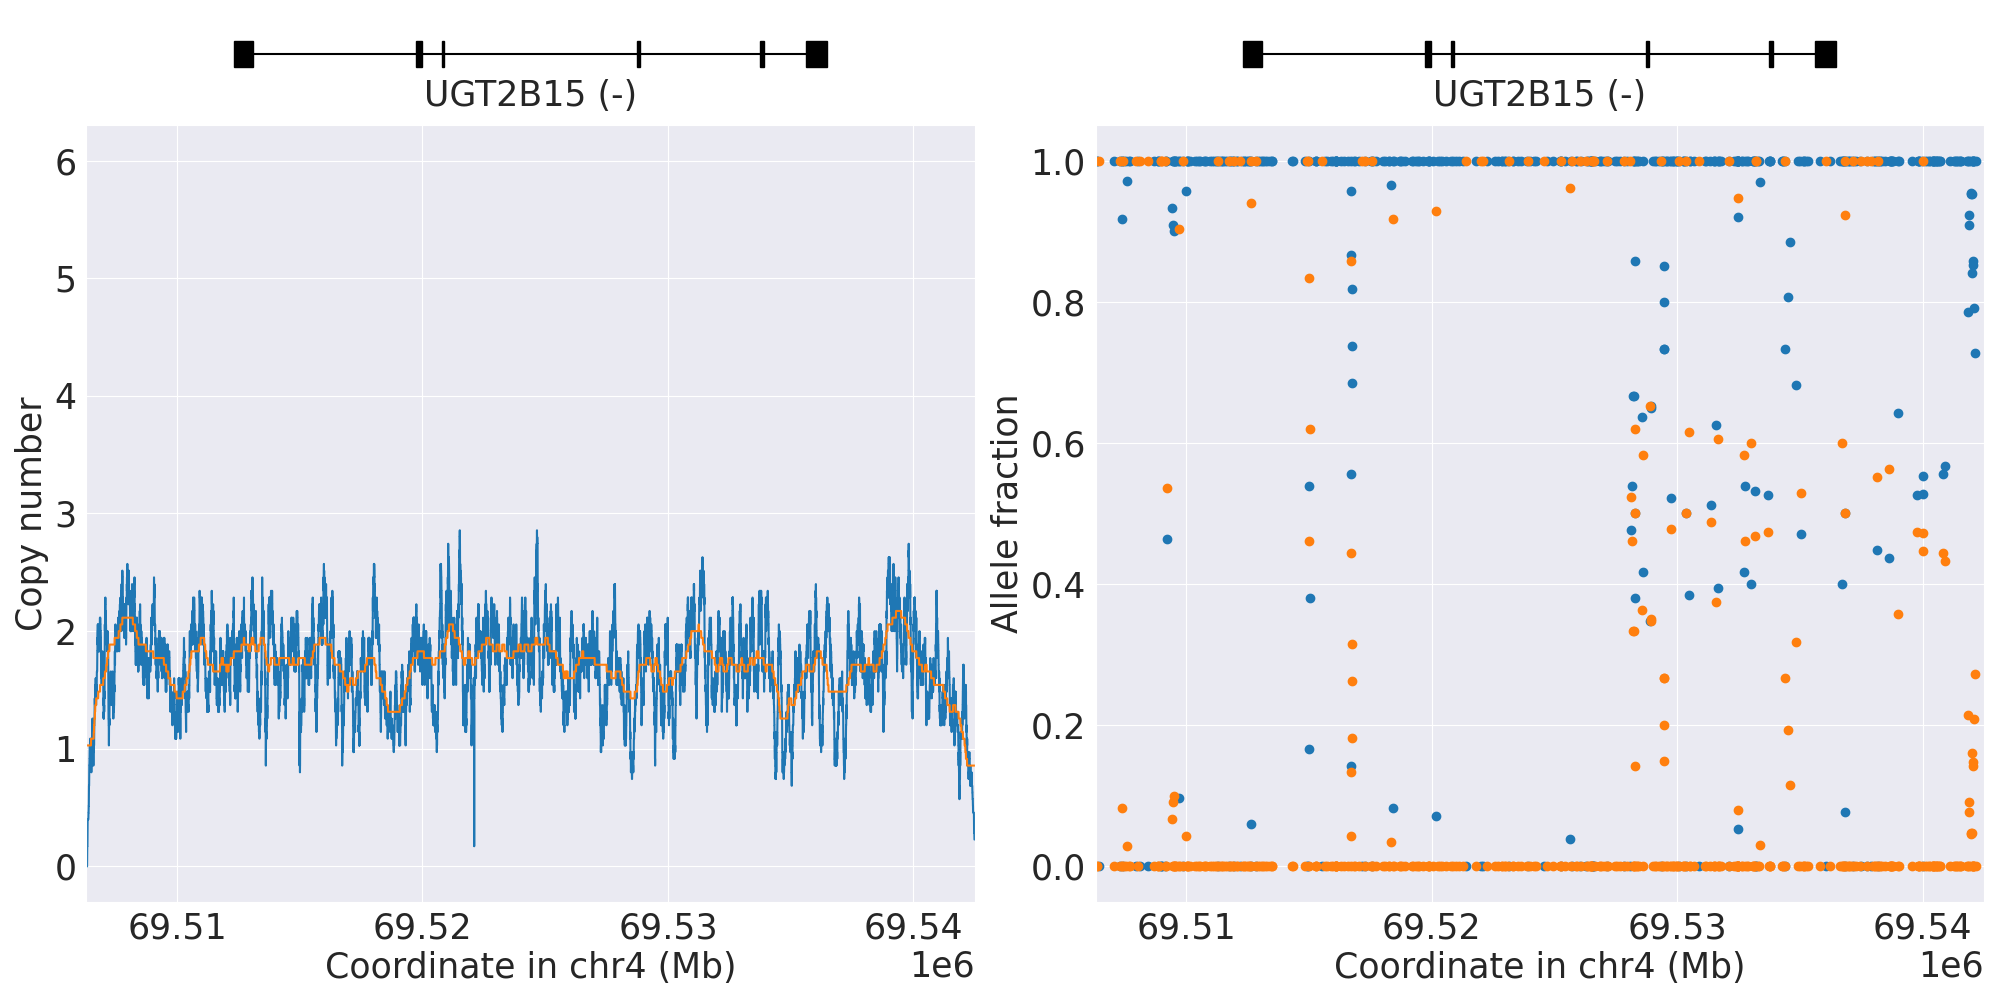 UGT2B15 (-)
6
5
4
3
2
1
0
Copy number
69.51 69.52 69.53 69.54
Coordinate in chr4 (Mb)
1e6
UGT2B15 (-)
1.0
0.8
0.6
0.4
0.2
0.0
Allele fraction
69.51 69.52 69.53 69.54
Coordinate in chr4 (Mb)
1e6